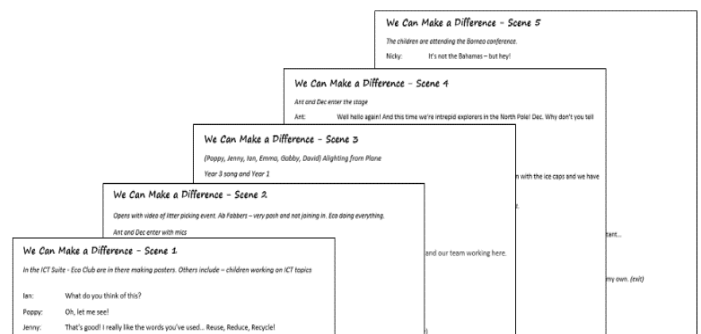 We Can Make a Difference - Scene 5
The children are attending the Borneo conference.
Nicky: It's not the Bahamas – but hey!
We Can Make a Difference - Scene 4
Ant and Dec enter the stage
Ant: Well hello again! And this time we're intrepid explorers in the North Pole! Dec. Why don't you tell
n with the ice caps and we have
t.
tant...
my own. (exit)
We Can Make a Difference - Scene 3
(Poppy, Jenny, Ian, Emma, Gabby, David) Alighting from Plane
Year 3 song and Year 1
and our team working here.
We Can Make a Difference - Scene 2
Opens with video of litter picking event. Ab Fabbers – very posh and not joining in. Eco doing everything.
Ant and Dec enter with mics
We Can Make a Difference - Scene 1
In the ICT Suite - Eco Club are in there making posters. Others include – children working on ICT topics
Ian: What do you think of this?
Poppy: Oh, let me see!
Jenny: That's good! I really like the words you've used... Reuse, Reduce, Recycle!